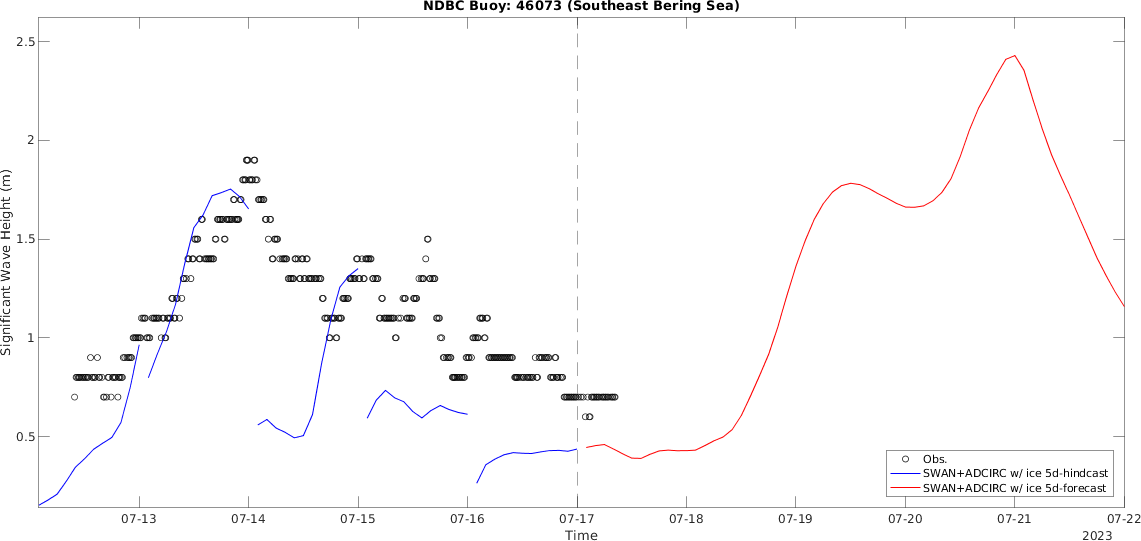 NDBC Buoy: 46073 (Southeast Bering Sea)
Significant Wave Height (m)
2.5
2
1.5
1
0.5
Obs.
SWAN+ADCIRC w/ ice 5d-hindcast
SWAN+ADCIRC w/ ice 5d-forecast
07-13 07-14 07-15 07-16 07-17 07-18 07-19 07-20 07-21 07-22
Time
2023